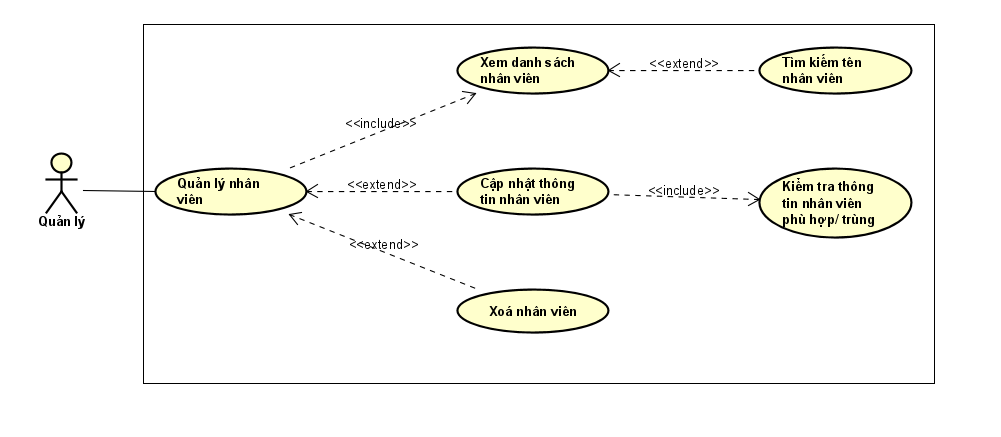 Xem danh sách
nhân viên
<<extend>>
Tìm kiếm tên
nhân viên
<<include>>
Quản lý
Quản lý nhân
viên
<<extend>>
Cập nhật thông
tin nhân viên
<<include>>
Kiểm tra thông
tin nhân viên
phù hợp/ trùng
<<extend>>
Xoá nhân viên